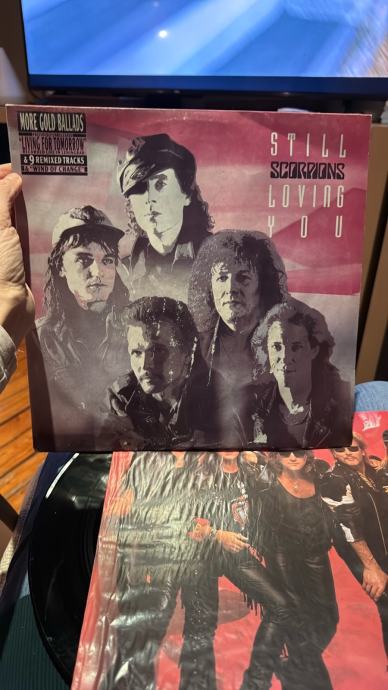 MORE GOLD BALLADS
"LIVING FOR TOMORROW"
& 9 REMIXED TRACKS
& "WIND OF CHANGE"
STILL
SCORPIONS
LOVING
YOU